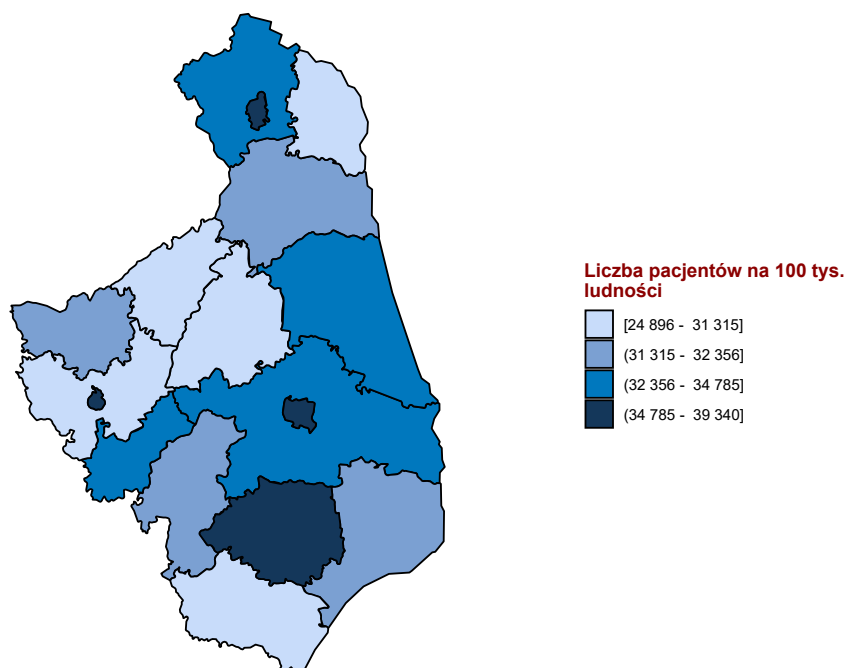 Liczba pacjentów na 100 tys.
ludności
[24 896 - 31 315]
(31 315 - 32 356]
(32 356 - 34 785]
(34 785 - 39 340]